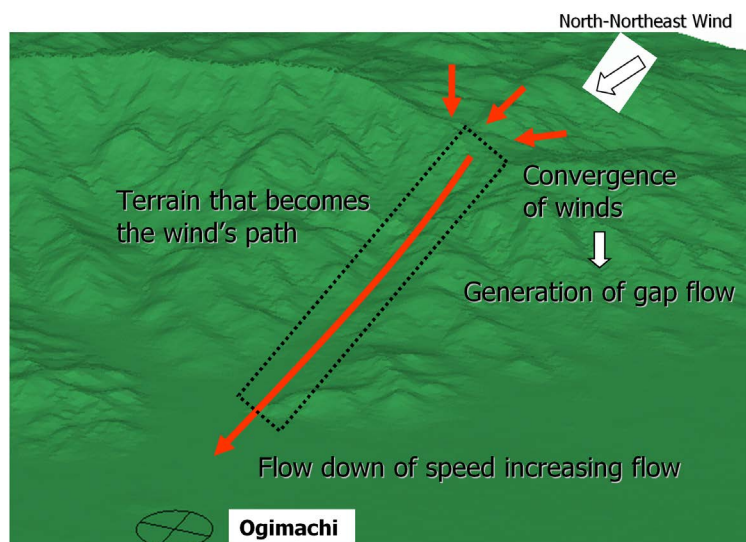 North-Northeast Wind
Terrain that becomes
the wind's path
Convergence
of winds
Generation of gap flow
Flow down of speed increasing flow
Ogimachi